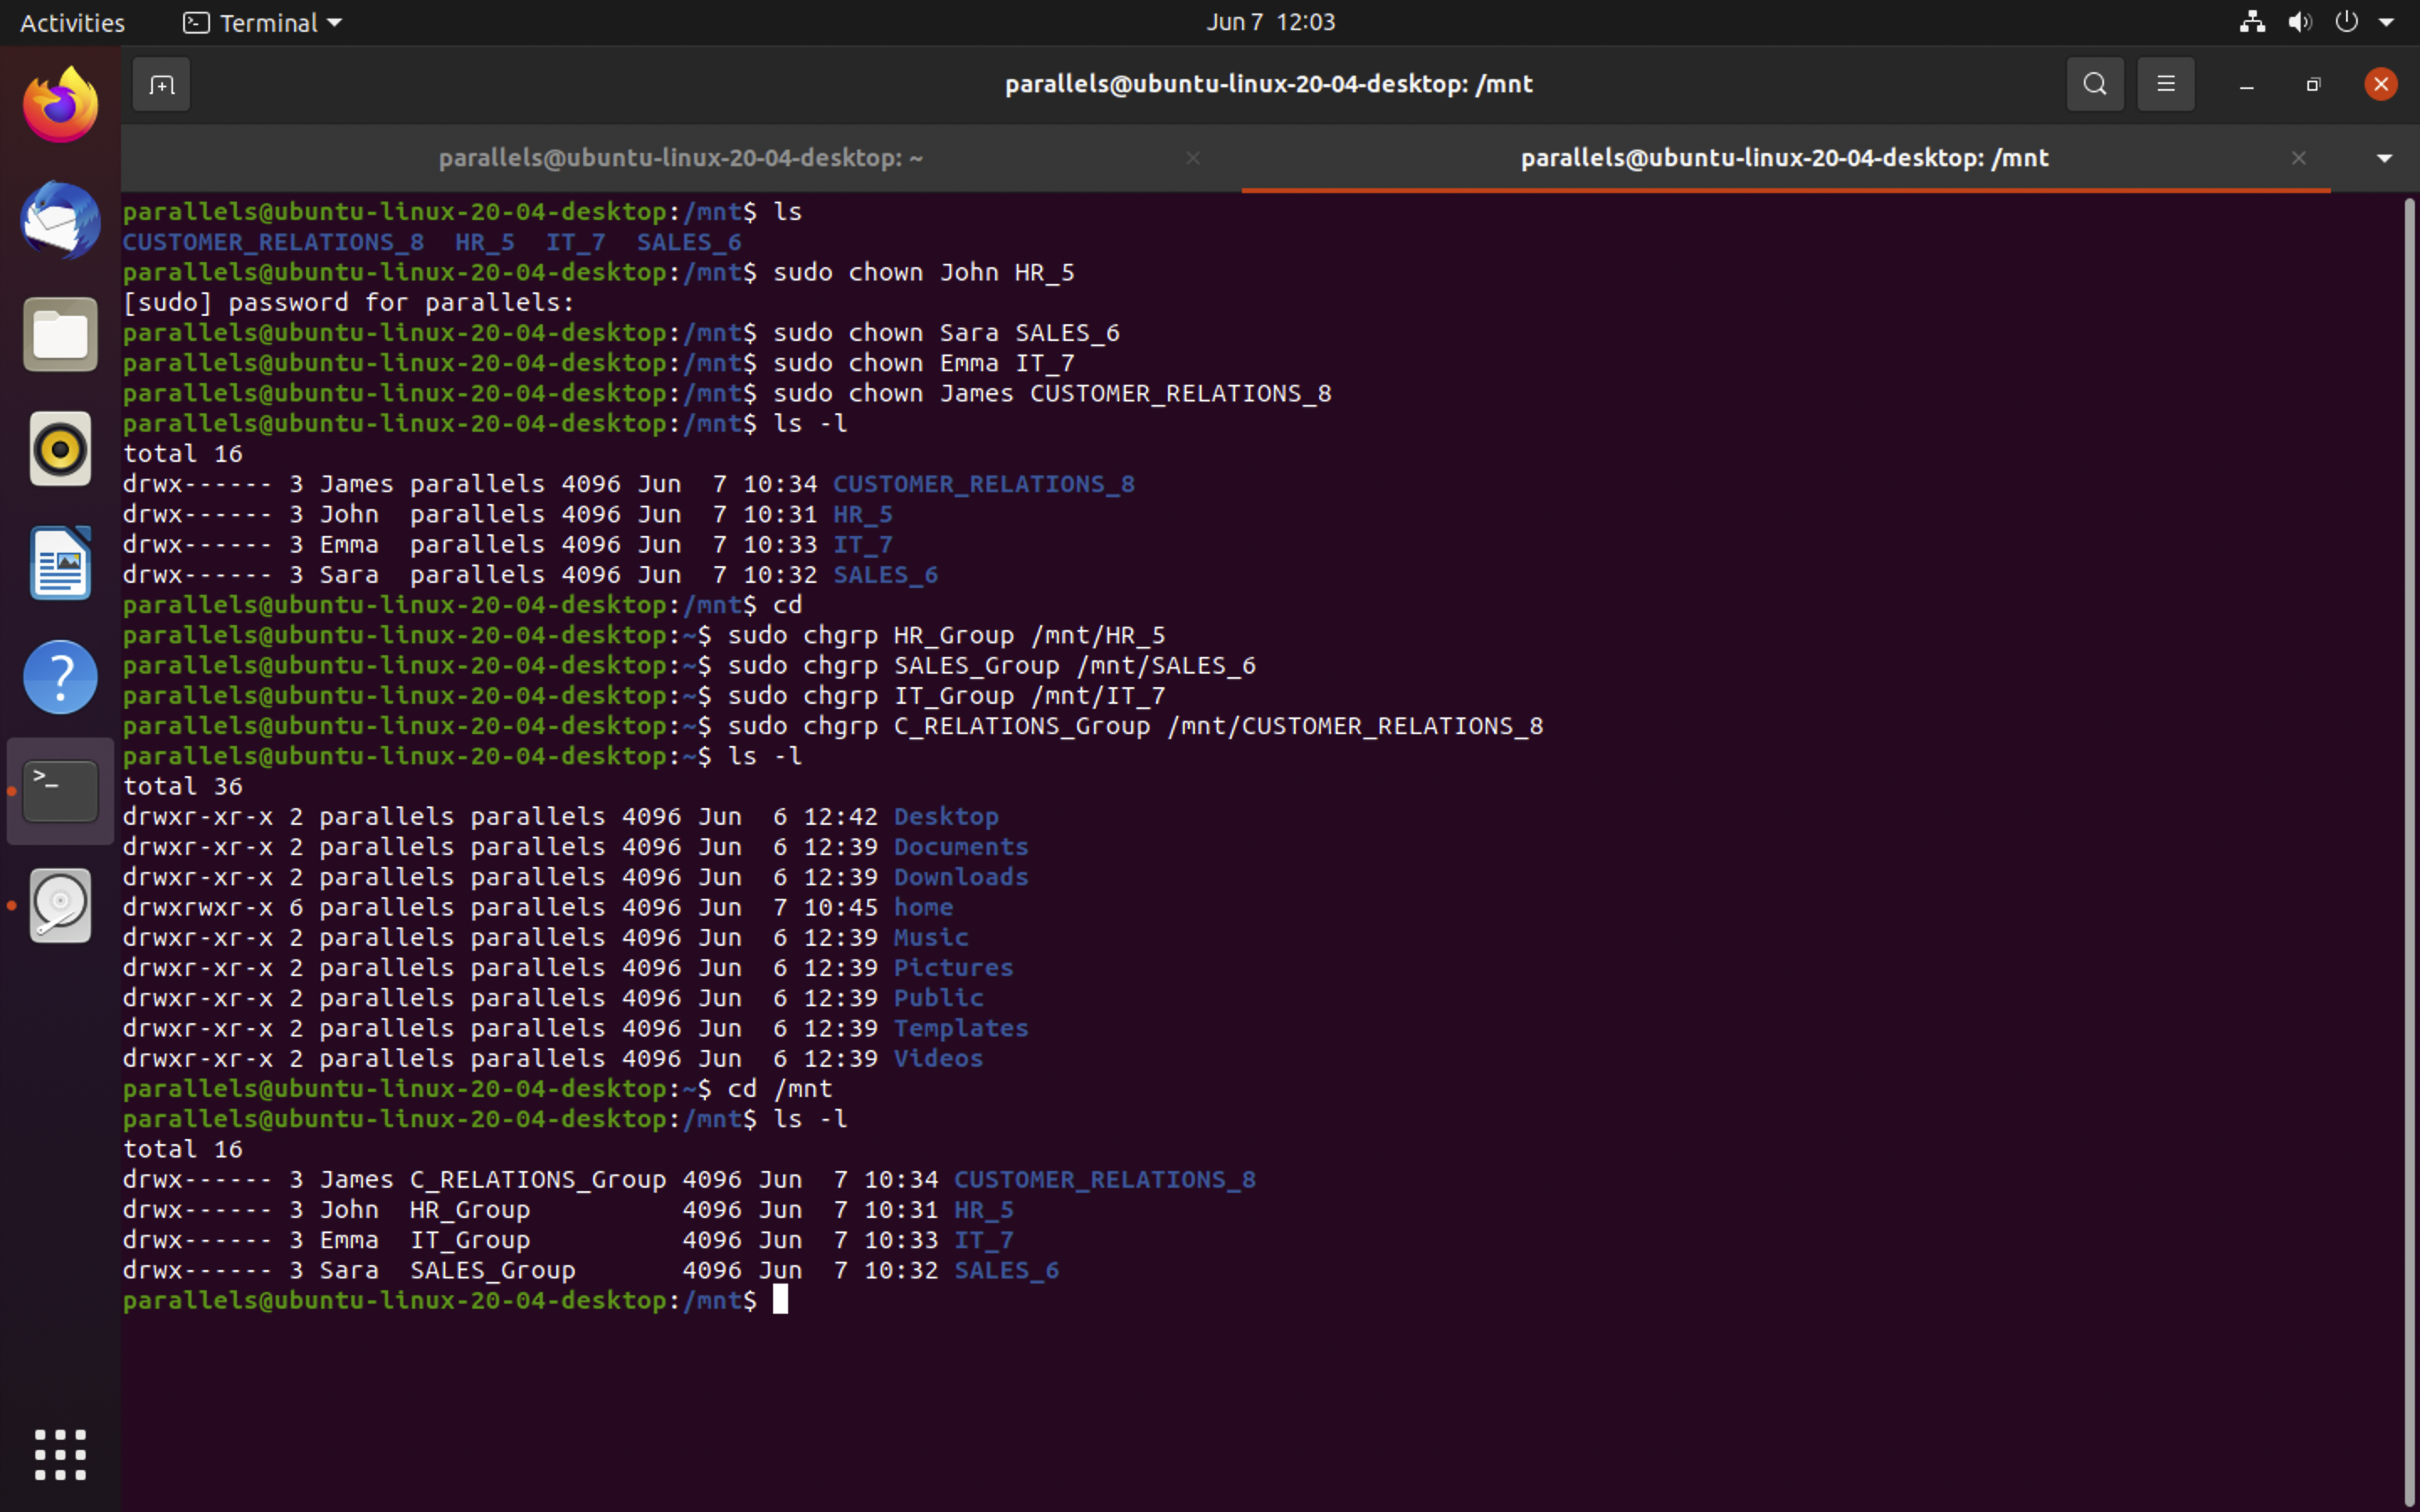 Activities Terminal Jun 7 12:03
parallels@ubuntu-linux-20-04-desktop: /mnt
parallels@ubuntu-linux-20-04-desktop: ~ parallels@ubuntu-linux-20-04-desktop: /mnt
parallels@ubuntu-linux-20-04-desktop:/mnt$ ls
CUSTOMER_RELATIONS_8  HR_5  IT_7  SALES_6
parallels@ubuntu-linux-20-04-desktop:/mnt$ sudo chown John HR_5
[sudo] password for parallels:
parallels@ubuntu-linux-20-04-desktop:/mnt$ sudo chown Sara SALES_6
parallels@ubuntu-linux-20-04-desktop:/mnt$ sudo chown Emma IT_7
parallels@ubuntu-linux-20-04-desktop:/mnt$ sudo chown James CUSTOMER_RELATIONS_8
parallels@ubuntu-linux-20-04-desktop:/mnt$ ls -l
total 16
drwx------ 3 James parallels 4096 Jun  7 10:34 CUSTOMER_RELATIONS_8
drwx------ 3 John  parallels 4096 Jun  7 10:31 HR_5
drwx------ 3 Emma  parallels 4096 Jun  7 10:33 IT_7
drwx------ 3 Sara  parallels 4096 Jun  7 10:32 SALES_6
parallels@ubuntu-linux-20-04-desktop:/mnt$ cd
parallels@ubuntu-linux-20-04-desktop:~$ sudo chgrp HR_Group /mnt/HR_5
parallels@ubuntu-linux-20-04-desktop:~$ sudo chgrp SALES_Group /mnt/SALES_6
parallels@ubuntu-linux-20-04-desktop:~$ sudo chgrp IT_Group /mnt/IT_7
parallels@ubuntu-linux-20-04-desktop:~$ sudo chgrp C_RELATIONS_Group /mnt/CUSTOMER_RELATIONS_8
parallels@ubuntu-linux-20-04-desktop:~$ ls -l
total 36
drwxr-xr-x 2 parallels parallels 4096 Jun  6 12:42 Desktop
drwxr-xr-x 2 parallels parallels 4096 Jun  6 12:39 Documents
drwxr-xr-x 2 parallels parallels 4096 Jun  6 12:39 Downloads
drwxrwxr-x 6 parallels parallels 4096 Jun  7 10:45 home
drwxr-xr-x 2 parallels parallels 4096 Jun  6 12:39 Music
drwxr-xr-x 2 parallels parallels 4096 Jun  6 12:39 Pictures
drwxr-xr-x 2 parallels parallels 4096 Jun  6 12:39 Public
drwxr-xr-x 2 parallels parallels 4096 Jun  6 12:39 Templates
drwxr-xr-x 2 parallels parallels 4096 Jun  6 12:39 Videos
parallels@ubuntu-linux-20-04-desktop:~$ cd /mnt
parallels@ubuntu-linux-20-04-desktop:/mnt$ ls -l
total 16
drwx------ 3 James C_RELATIONS_Group 4096 Jun  7 10:34 CUSTOMER_RELATIONS_8
drwx------ 3 John  HR_Group          4096 Jun  7 10:31 HR_5
drwx------ 3 Emma  IT_Group          4096 Jun  7 10:33 IT_7
drwx------ 3 Sara  SALES_Group       4096 Jun  7 10:32 SALES_6
parallels@ubuntu-linux-20-04-desktop:/mnt$